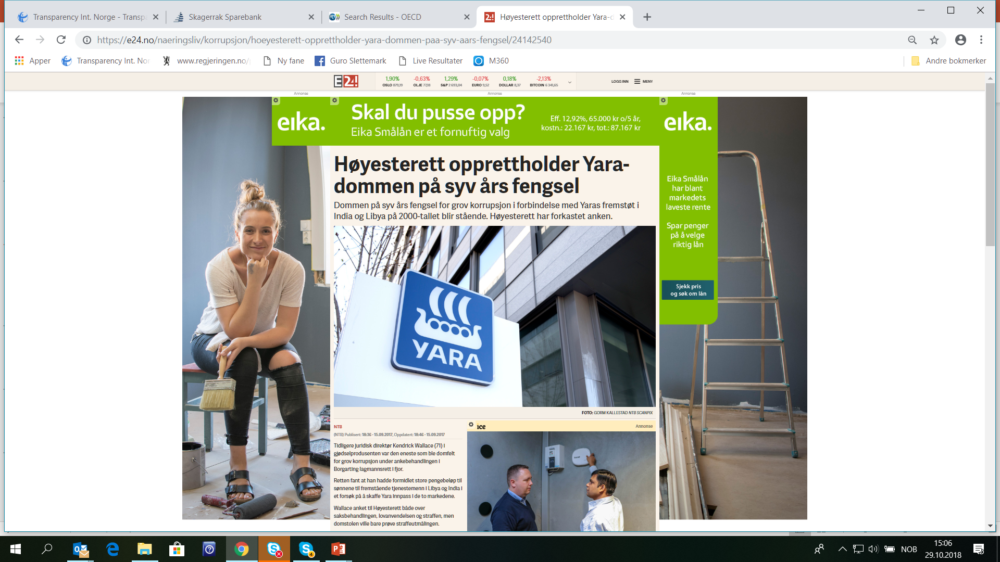 Transparency Int. Norge - Transp
Skagerrak Sparebank
Search Results - OECD
Høyesterett opprettholder Yara-d
https://e24.no/naeringsliv/korrupsjon/hoeyesterett-opprettholder-yara-dommen-paa-syv-aars-fengsel/24142540
Apper
Transparency Int. Nor
www.regjeringen.no/
Ny fane
Guro Slettemark
Live Resultater
M360
Andre bokmerker
E24!
1,90% -0,63% 1,29% -0,07% 0,18% -2,13%
OSLO 879,19 OLJE 77,18 S&P 2 693,04 EURO 9,52 DOLLAR 8,37 BITCOIN 6 341,65
LOGG INN MENY
Annonse Annonse Annonse
eika.
Skal du pusse opp?
Eika Smålån er et fornuftig valg
Eff. 12,92%, 65.000 kr o/5 år,
kostn.: 22.167 kr, tot.: 87.167 kr
eika.
Eika Smålån
har blant
markedets
laveste rente
Spar penger
på å velge
riktig lån
Sjekk pris
og søk om lån
Høyesterett opprettholder Yara-
dommen på syv års fengsel
Dommen på syv års fengsel for grov korrupsjon i forbindelse med Yaras fremstøt i
India og Libya på 2000-tallet blir stående. Høyesterett har forkastet anken.
YARA
FOTO: GORM KALLESTAD NTB SCANPIX
NTB
(NTB) Publisert: 18:36 - 15.09.2017, Oppdatert: 18:46 - 15.09.2017
Tidligere juridisk direktør Kendrick Wallace (71) i
gjødselprodusenten var den eneste som ble domfelt
for grov korrupsjon under ankebehandlingen i
Borgarting lagmannsrett i fjor.
Retten fant at han hadde formidlet store pengebeløp til
sønnene til fremstående tjenestemenn i Libya og India i
et forsøk på å skaffe Yara innpass i de to markedene.
Wallace anket til Høyesterett både over
saksbehandlingen, lovanvendelsen og straffen, men
domstolen ville bare prøve straffeutmålingen.
ice
Annonse
4
NOB
15:06
29.10.2018